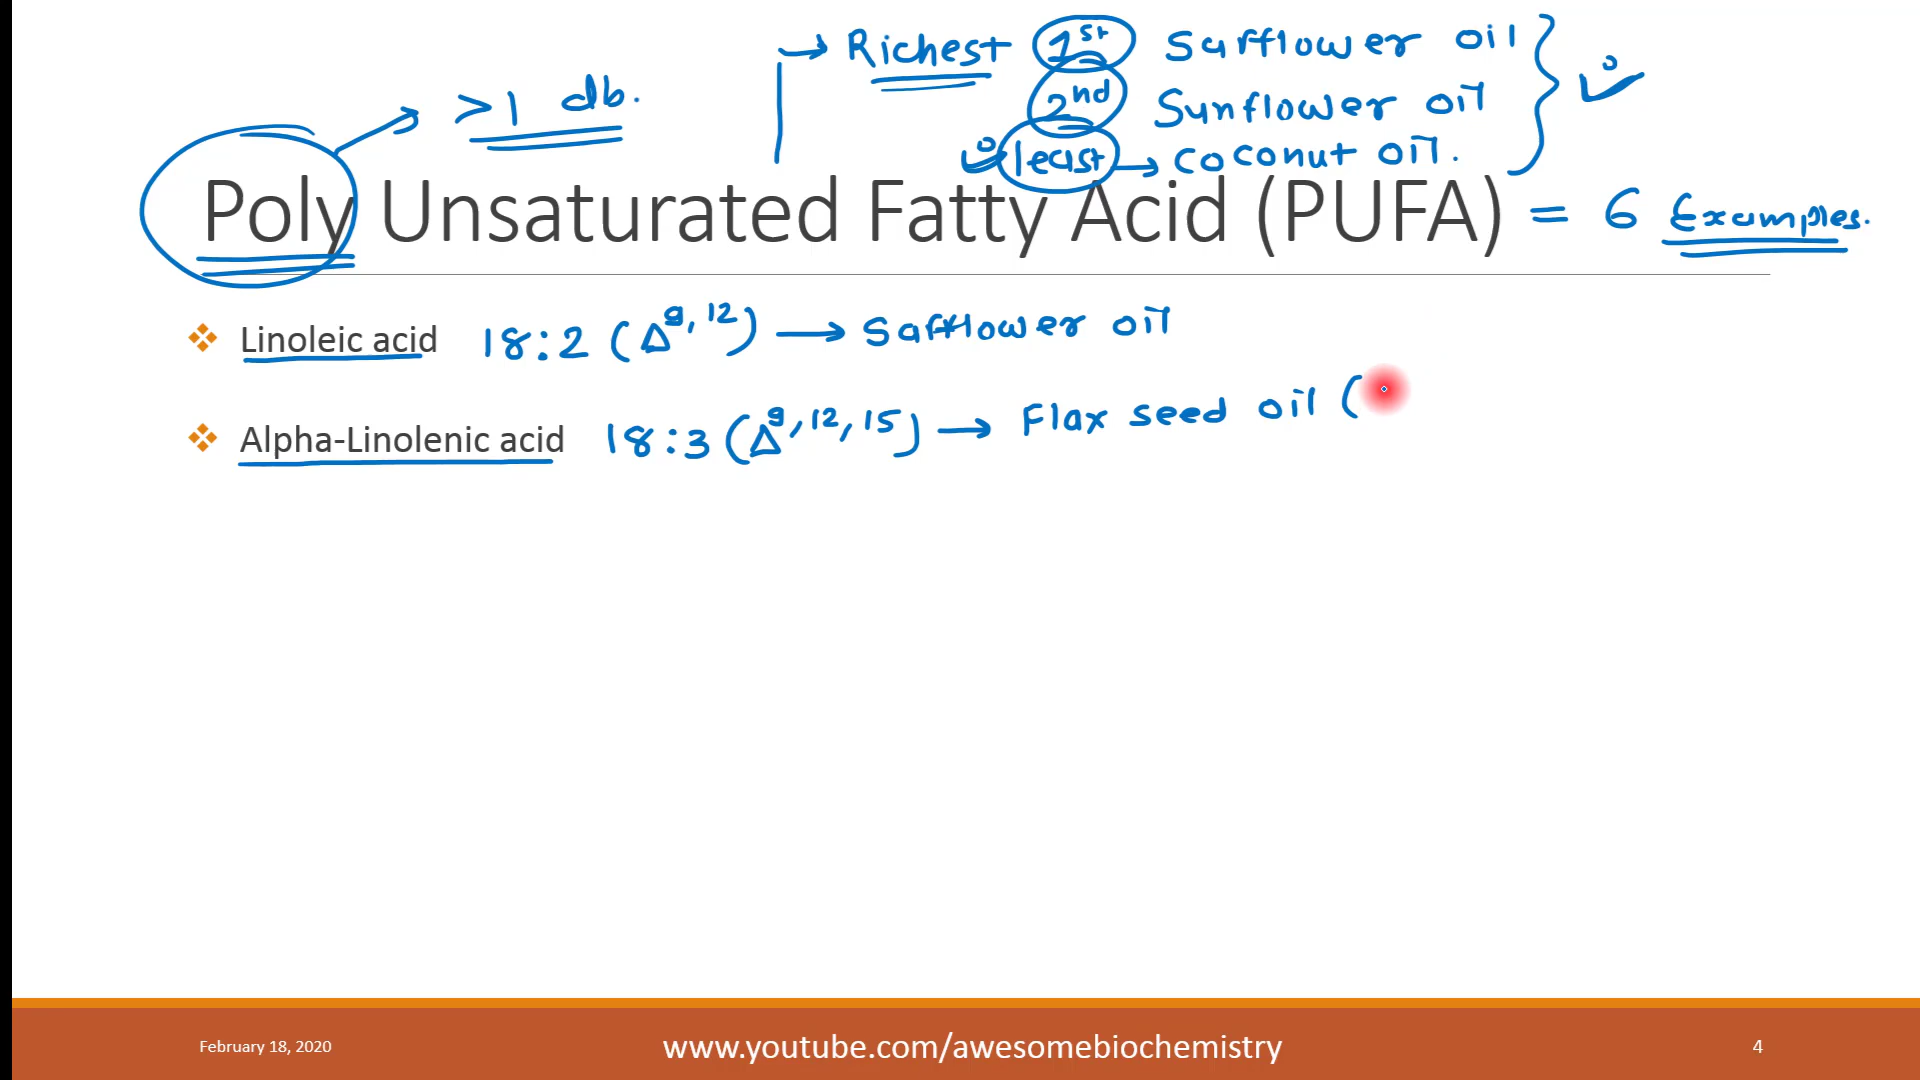 → Richest 1st Safflower oil
>1 db. 2nd Sunflower oil
least → coconut oil.
Poly Unsaturated Fatty Acid (PUFA) = 6 Examples.
Linoleic acid 18:2 (Δ9,12) → Safflower oil
Alpha-Linolenic acid 18:3 (Δ9,12,15) → Flax seed oil (
February 18, 2020 www.youtube.com/awesomebiochemistry 4